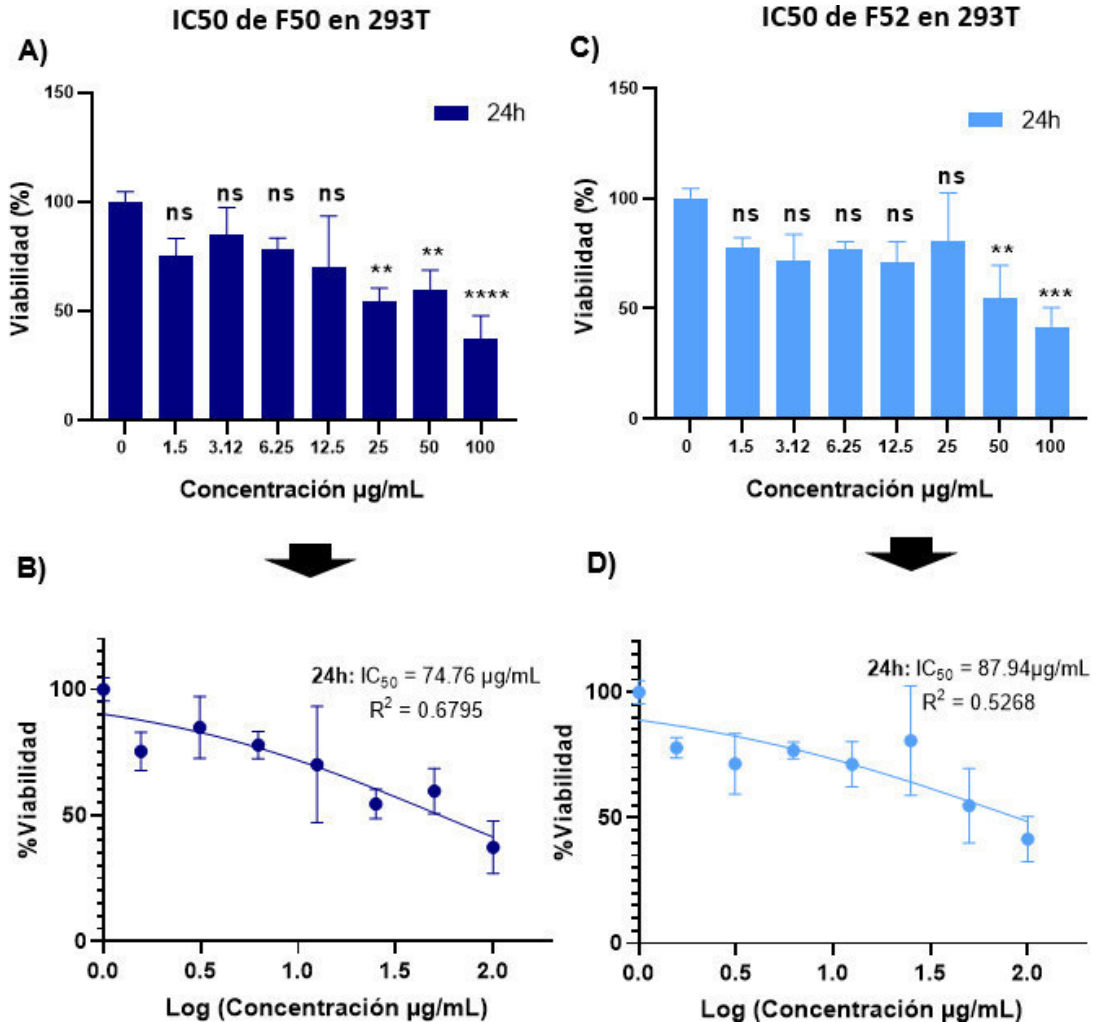 IC50 de F50 en 293T
A)
150
100
50
0
Viabilidad (%)
24h
ns
ns
ns
ns
**
**
****
0 1.5 3.12 6.25 12.5 25 50 100
Concentración µg/mL
IC50 de F52 en 293T
C)
150
100
50
0
Viabilidad (%)
24h
ns
ns
ns
ns
ns
**
***
0 1.5 3.12 6.25 12.5 25 50 100
Concentración µg/mL
B)
100
50
0
%Viabilidad
24h: IC50 = 74.76 µg/mL
R2 = 0.6795
0.0 0.5 1.0 1.5 2.0
Log (Concentración µg/mL)
D)
100
50
0
%Viabilidad
24h: IC50 = 87.94µg/mL
R2 = 0.5268
0.0 0.5 1.0 1.5 2.0
Log (Concentración µg/mL)